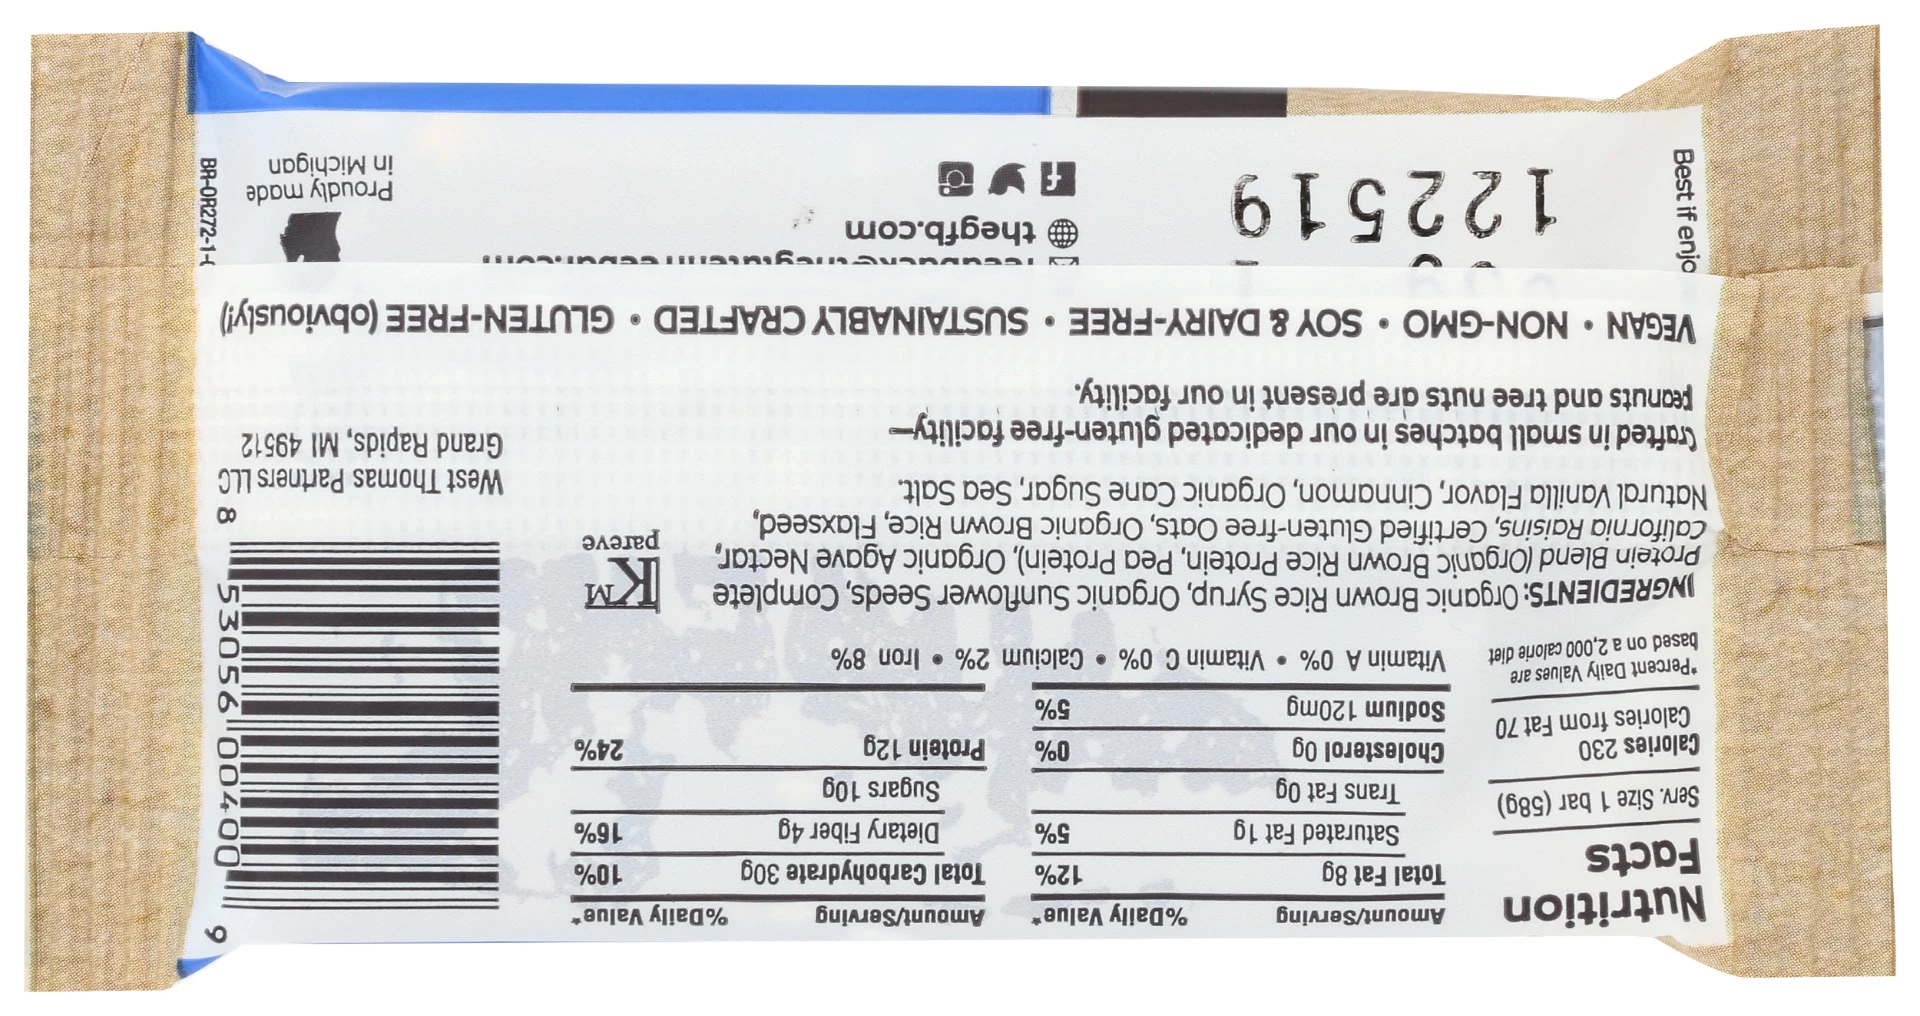 Nutrition
Facts
Serv. Size 1 bar (58g)
Calories 230
Calories from Fat 70
*Percent Daily Values are
based on a 2,000 calorie diet
Amount/Serving %Daily Value*
Total Fat 8g 12%
Saturated Fat 1g 5%
Trans Fat 0g
Cholesterol 0g 0%
Sodium 120mg 5%
Amount/Serving %Daily Value*
Total Carbohydrate 30g 10%
Dietary Fiber 4g 16%
Sugars 10g
Protein 12g 24%
Vitamin A 0% • Vitamin C 0% • Calcium 2% • Iron 8%
INGREDIENTS: Organic Brown Rice Syrup, Organic Sunflower Seeds, Complete
Protein Blend (Organic Brown Rice Protein, Pea Protein), Organic Agave Nectar,
California Raisins, Certified Gluten-free Oats, Organic Brown Rice, Flaxseed,
Natural Vanilla Flavor, Cinnamon, Organic Cane Sugar, Sea Salt.
KM
pareve
Crafted in small batches in our dedicated gluten-free facility—
peanuts and tree nuts are present in our facility.
9 00400 53056 8
West Thomas Partners LLC
Grand Rapids, MI 49512
VEGAN • NON-GMO • SOY & DAIRY-FREE • SUSTAINABLY CRAFTED • GLUTEN-FREE (obviously!)
feedback@theglutenfreebar.com
thegfb.com
Best if enjo
122519
Proudly made
in Michigan
BR-0R272-1-